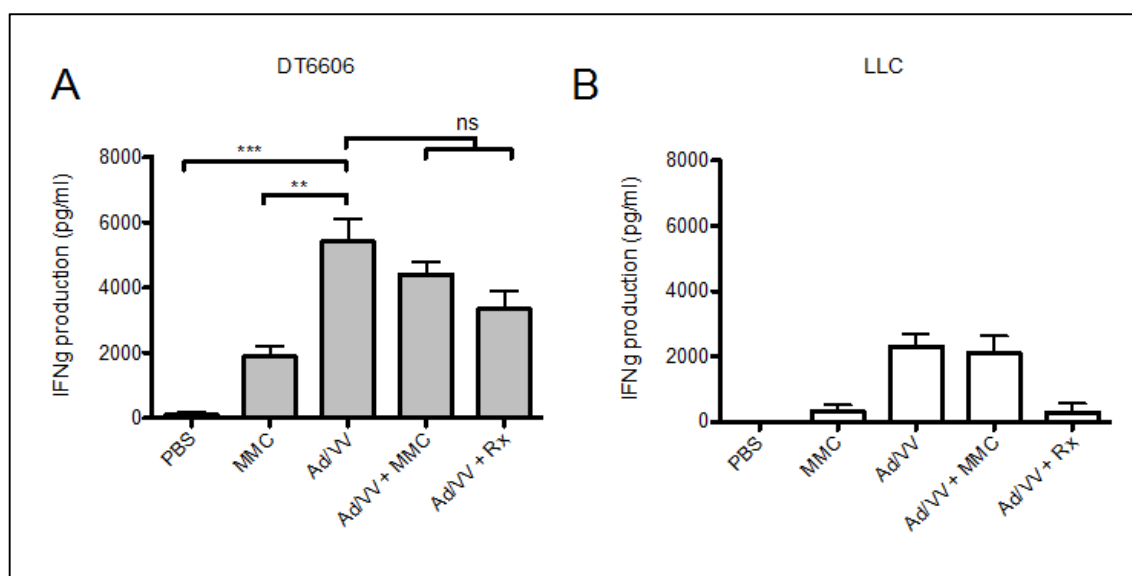 DT6606
LLC
A
B
ns
***
**
IFNg production (pg/ml)
8000
6000
4000
2000
0
PBS
MMC
Ad/VV
Ad/VV + MMC
Ad/VV + Rx
IFNg production (pg/ml)
8000
6000
4000
2000
0
PBS
MMC
Ad/VV
Ad/VV + MMC
Ad/VV + Rx